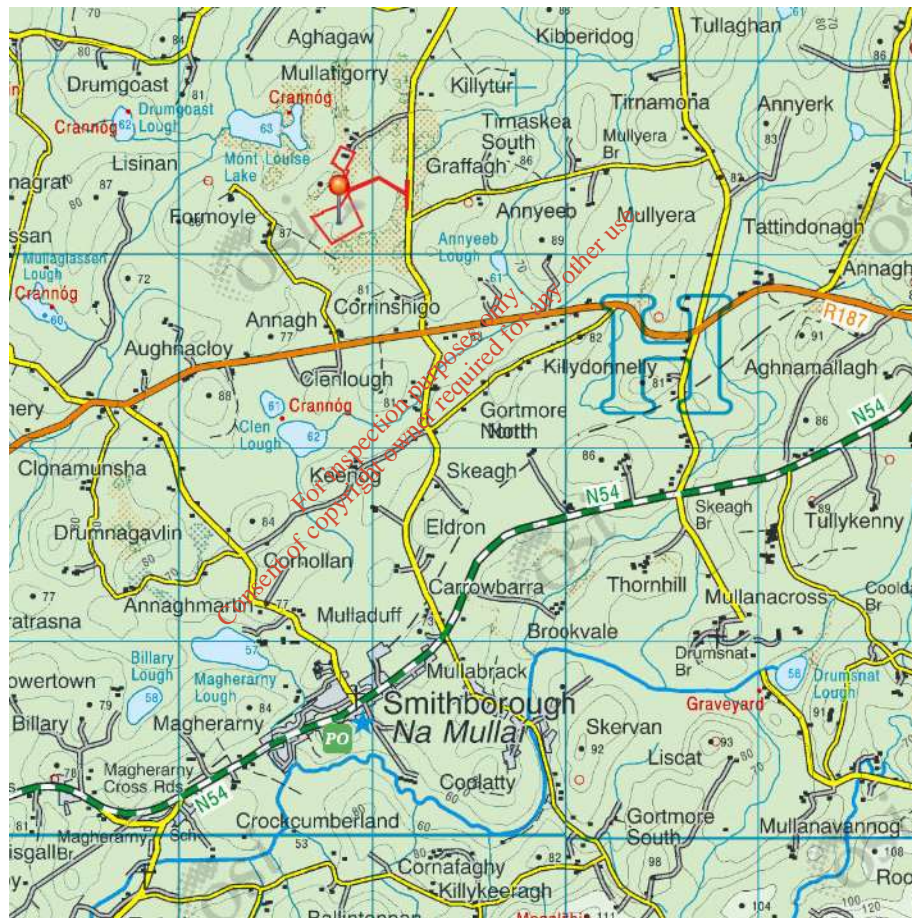 Aghagaw
Kibberidog
Tullaghan
Drumgoast
Mullatigorry
Killytur
Drumgoast
Lough
Crannóg
Crannóg
Tirnamona
Annyerk
Tirnaskea
South
Mullyera
Br
Mont Louise
Lake
Lisinan
Graffagh
Formoyle
Annyeeb
Mullyera
Tattindonagh
Annyeeb
Lough
Mullaglassen
Lough
Crannóg
Annagh
Corrinshigo
Annagh
R187
Aughnacloy
Clenlough
Killydonnelly
Aghnamallagh
H
Crannóg
Clen
Lough
Gortmore
North
N54
Clonamunsha
Keenog
Skeagh
N54
Skeagh
Br
Tullykenny
Drumnagavlin
Eldron
Cornollan
Carrowbarra
Thornhill
Annaghmartin
Mulladuff
Mullanacross
Brookvale
Drumsnat
Br
Billary
Lough
Magherarny
Lough
Mullabrack
Drumsnat
Lough
Graveyard
Smithborough
Na Mullaí
PO
Billary
Magherarny
Skervan
Liscat
Magherarny
Cross Rds
Coolatty
N54
Crockcumberland
Gortmore
South
Mullanavannog
Magherarny
Sch
Cornafaghy
Killykeeragh
For inspection purposes only.
Consent of copyright owner required for any other use.